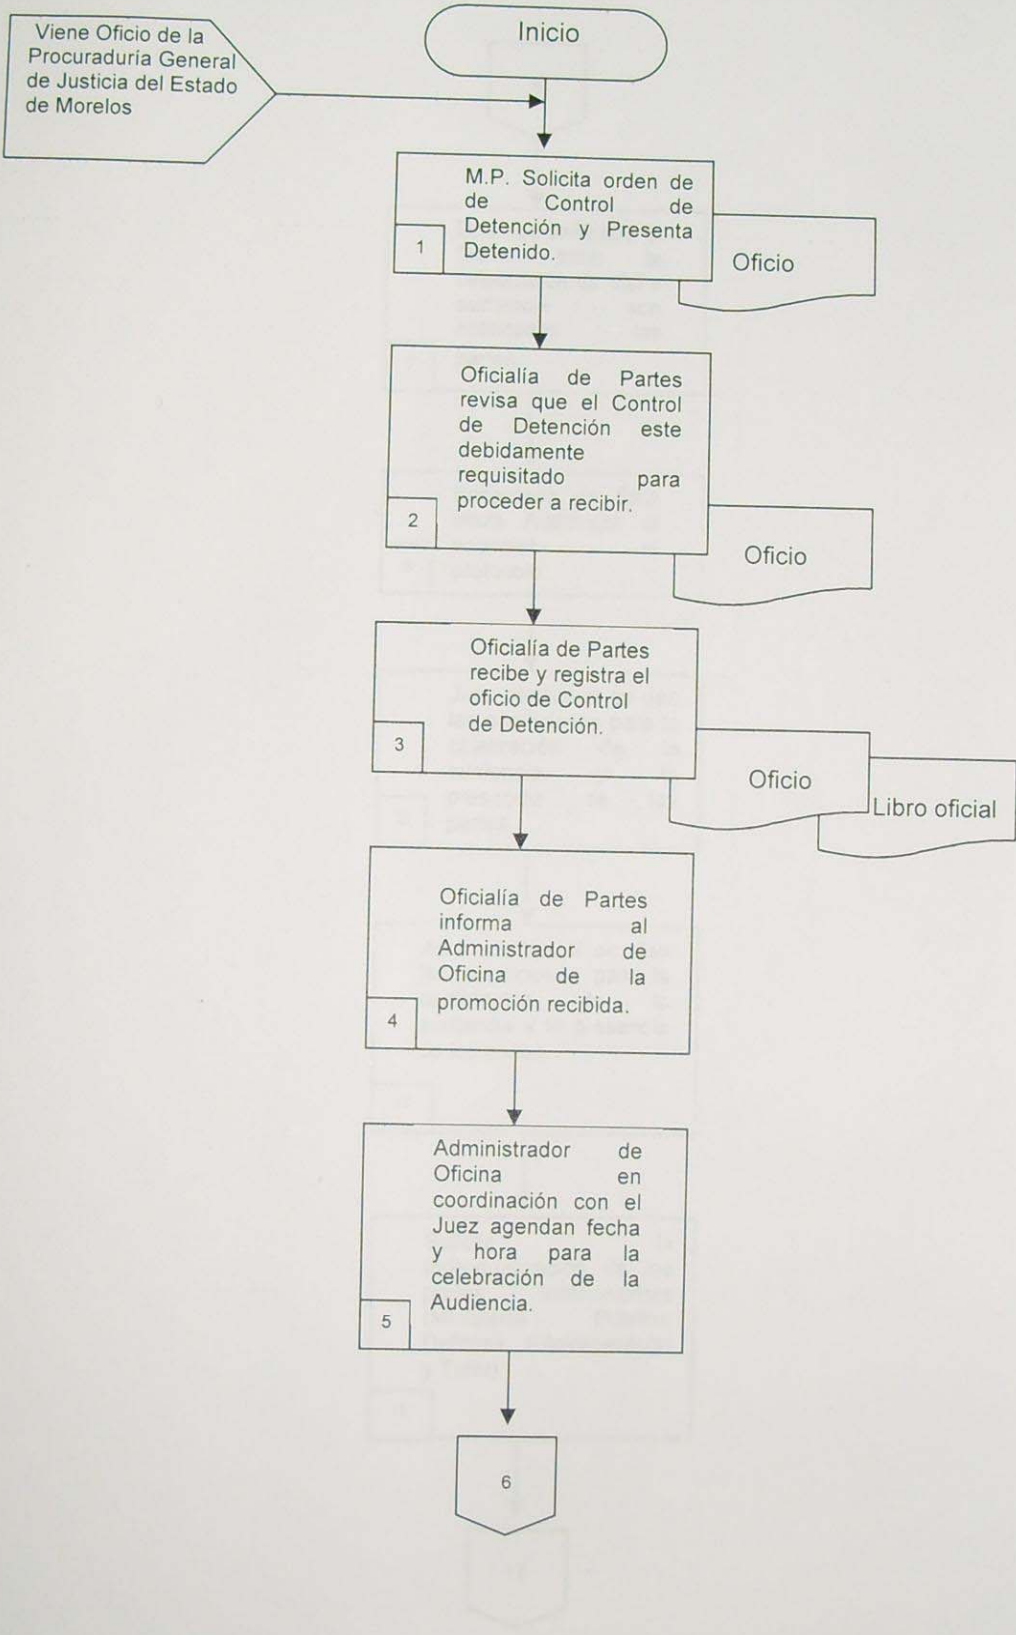 Viene Oficio de la
Procuraduría General
de Justicia del Estado
de Morelos
Inicio
M.P. Solicita orden de
de Control de
Detención y Presenta
Detenido.
1
Oficio
Oficialía de Partes
revisa que el Control
de Detención este
debidamente
requisitado para
proceder a recibir.
2
Oficio
Oficialía de Partes
recibe y registra el
oficio de Control
de Detención.
3
Oficio
Libro oficial
Oficialía de Partes
informa al
Administrador de
Oficina de la
promoción recibida.
4
Administrador de
Oficina en
coordinación con el
Juez agendan fecha
y hora para la
celebración de la
Audiencia.
5
6